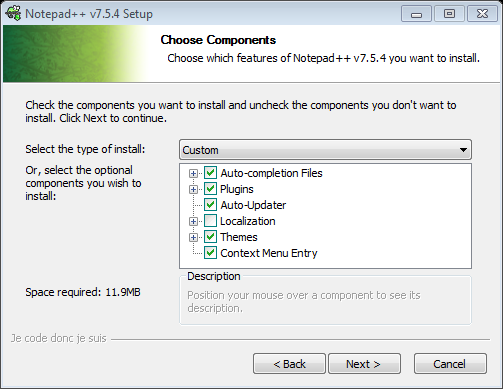 Notepad++ v7.5.4 Setup
Choose Components
Choose which features of Notepad++ v7.5.4 you want to install.
Check the components you want to install and uncheck the components you don't want to
install. Click Next to continue.
Select the type of install:
Custom
Or, select the optional
components you wish to
install:
Auto-completion Files
Plugins
Auto-Updater
Localization
Themes
Context Menu Entry
Space required: 11.9MB
Description
Position your mouse over a component to see its
description.
Je code donc je suis
< Back
Next >
Cancel